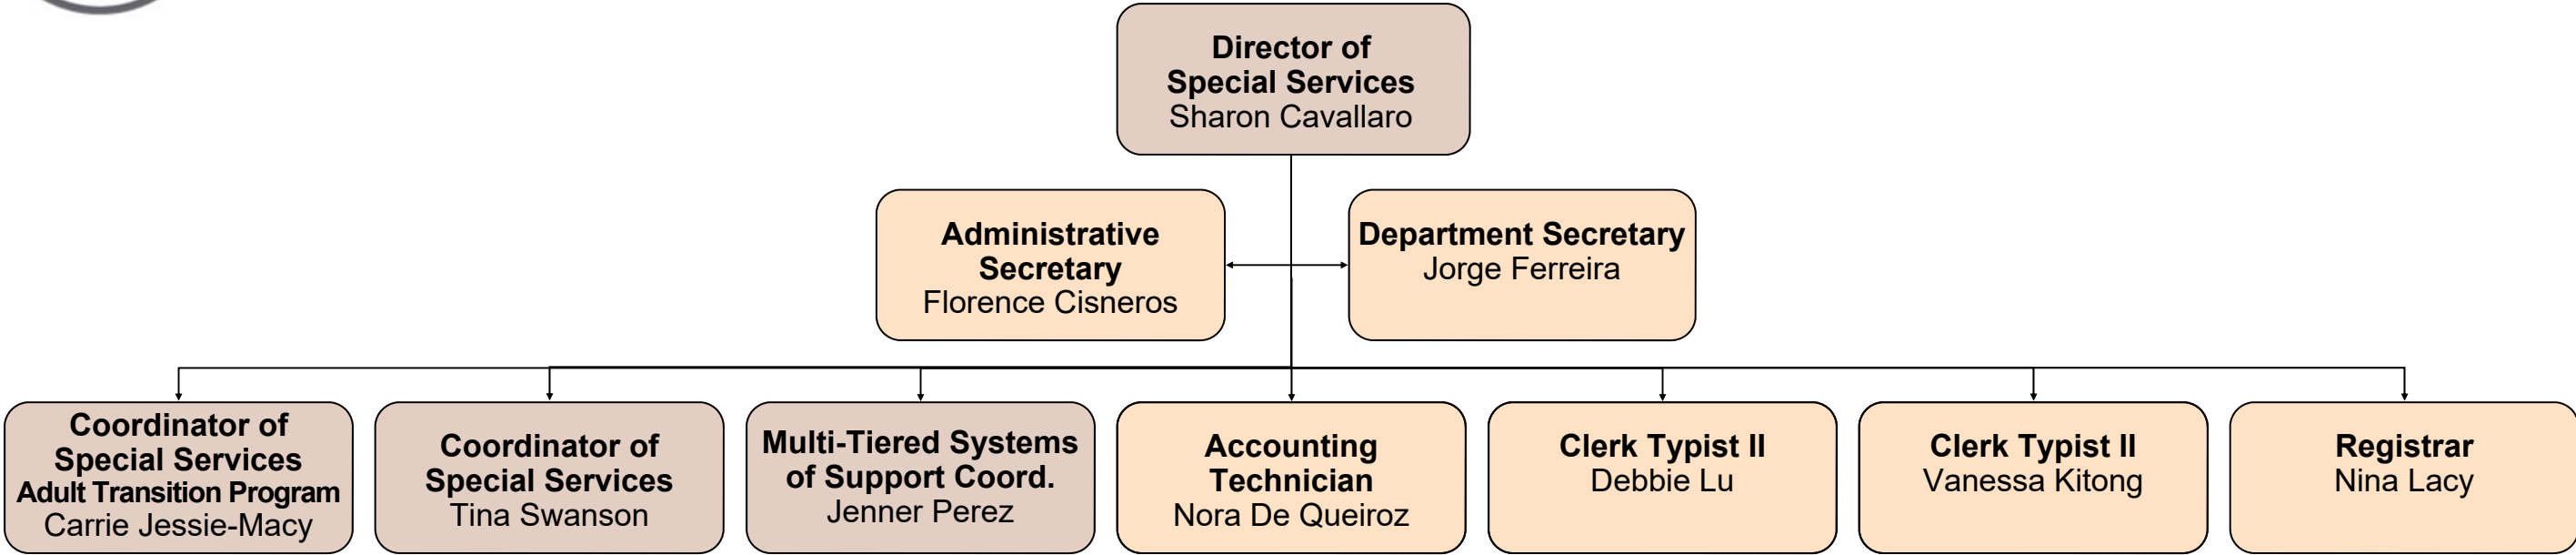 Director of
Special Services
Sharon Cavallaro
Administrative
Secretary
Florence Cisneros
Department Secretary
Jorge Ferreira
Coordinator of
Special Services
Adult Transition Program
Carrie Jessie-Macy
Coordinator of
Special Services
Tina Swanson
Multi-Tiered Systems
of Support Coord.
Jenner Perez
Accounting
Technician
Nora De Queiroz
Clerk Typist II
Debbie Lu
Clerk Typist II
Vanessa Kitong
Registrar
Nina Lacy